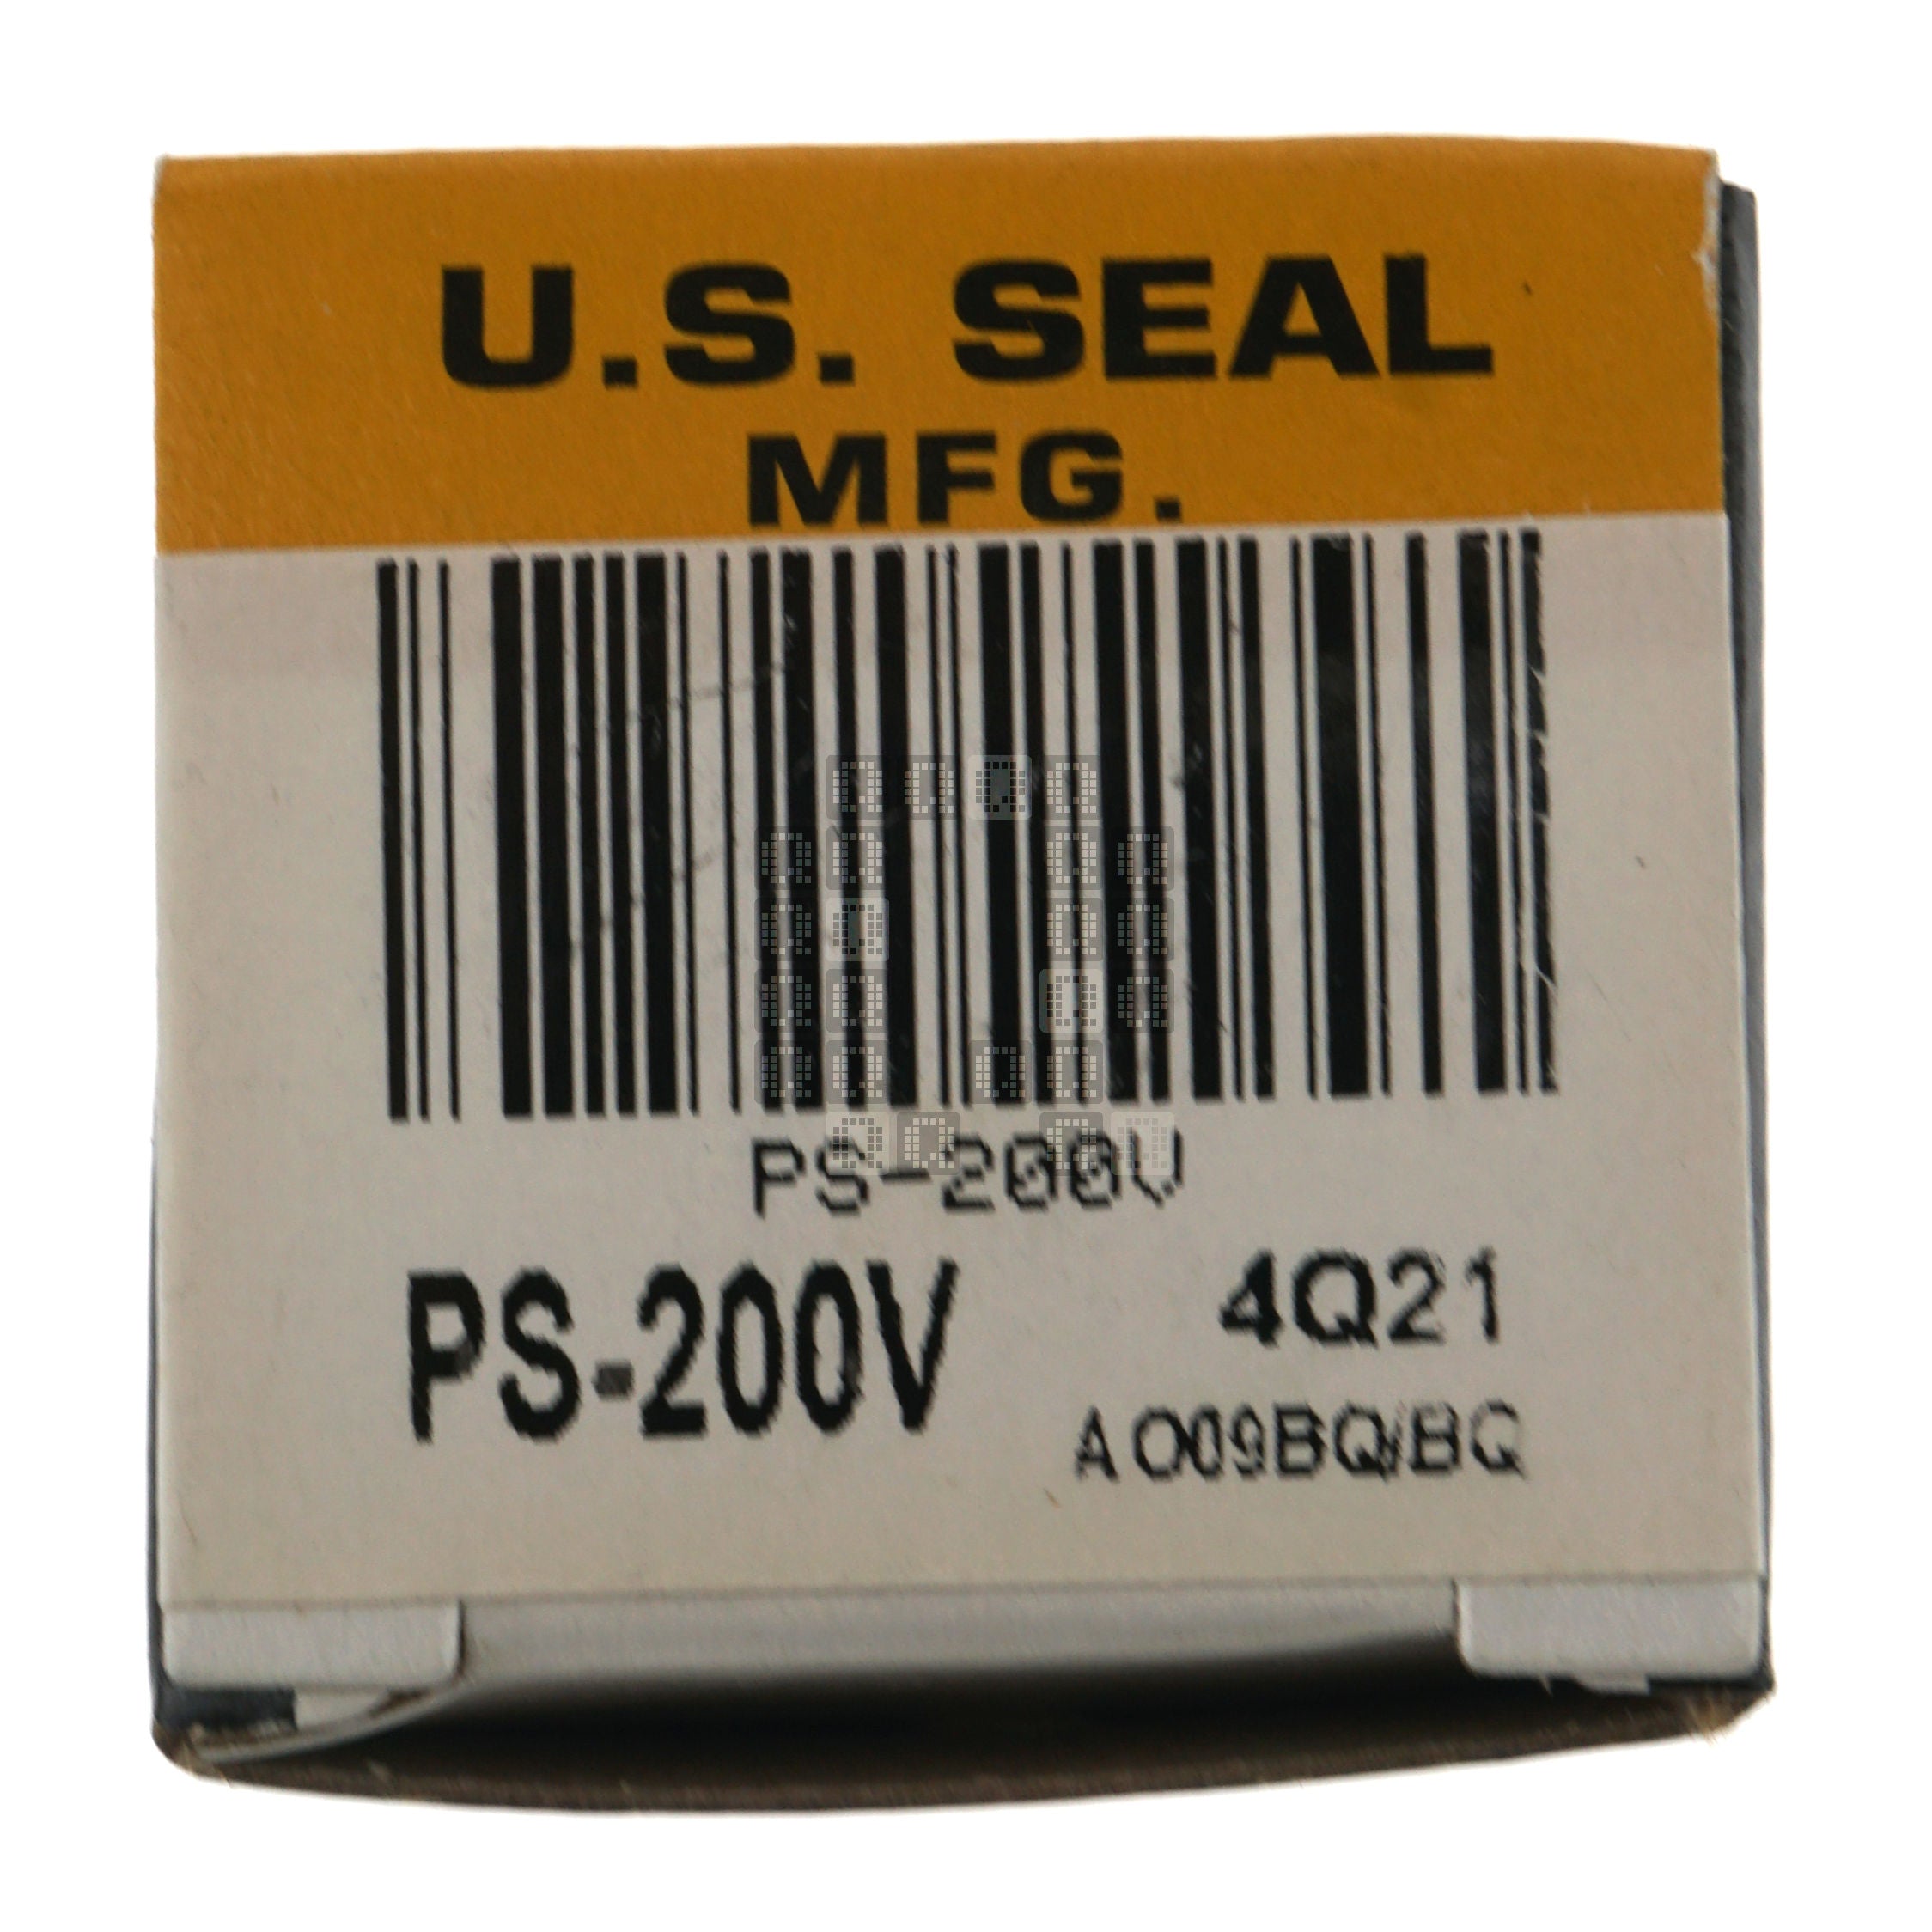 U.S. SEAL
MFG.
PS-200V
PS-200V
4Q21
AO09BQ/BQ